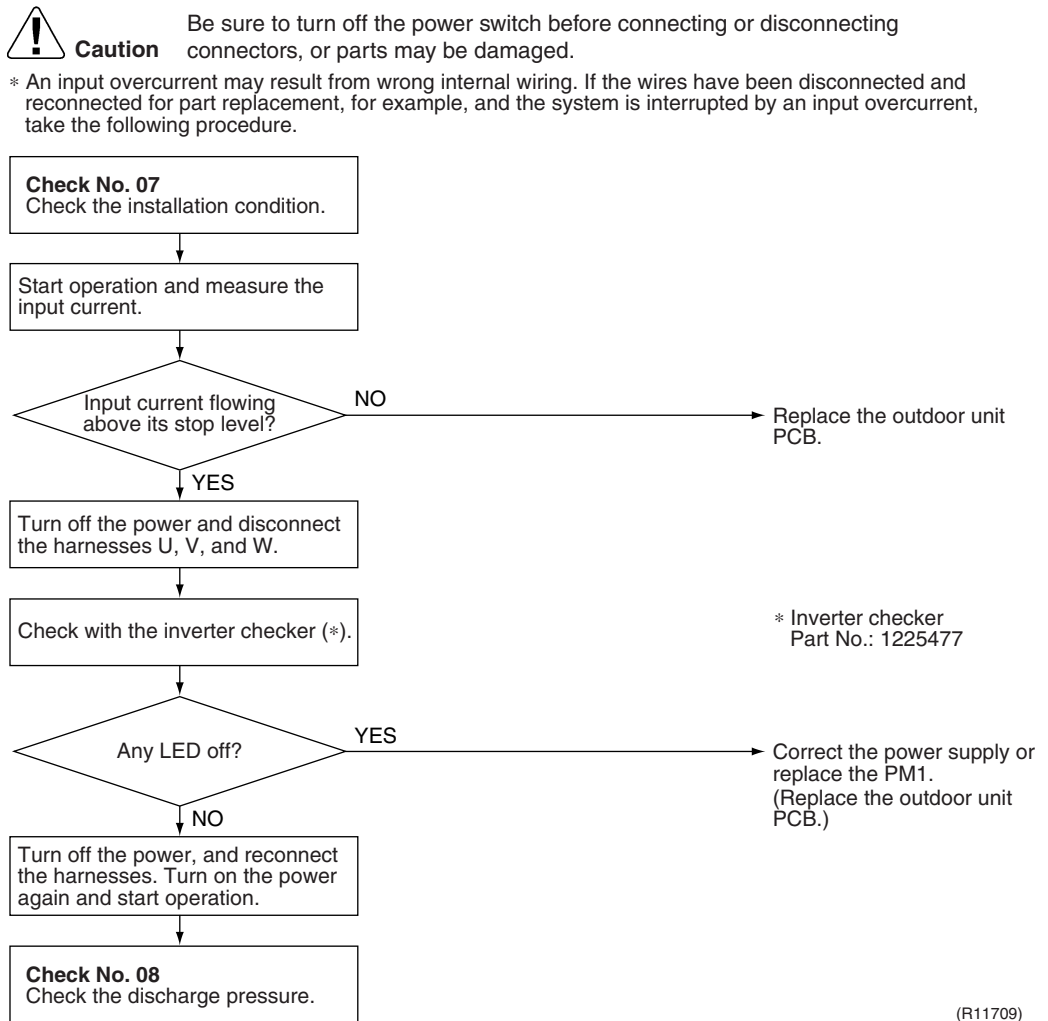 Caution
Be sure to turn off the power switch before connecting or disconnecting
connectors, or parts may be damaged.
* An input overcurrent may result from wrong internal wiring. If the wires have been disconnected and
reconnected for part replacement, for example, and the system is interrupted by an input overcurrent,
take the following procedure.
Check No. 07
Check the installation condition.
Start operation and measure the
input current.
Input current flowing
above its stop level?
NO
Replace the outdoor unit
PCB.
YES
Turn off the power and disconnect
the harnesses U, V, and W.
Check with the inverter checker (*).
* Inverter checker
Part No.: 1225477
Any LED off?
YES
Correct the power supply or
replace the PM1.
(Replace the outdoor unit
PCB.)
NO
Turn off the power, and reconnect
the harnesses. Turn on the power
again and start operation.
Check No. 08
Check the discharge pressure.
(R11709)